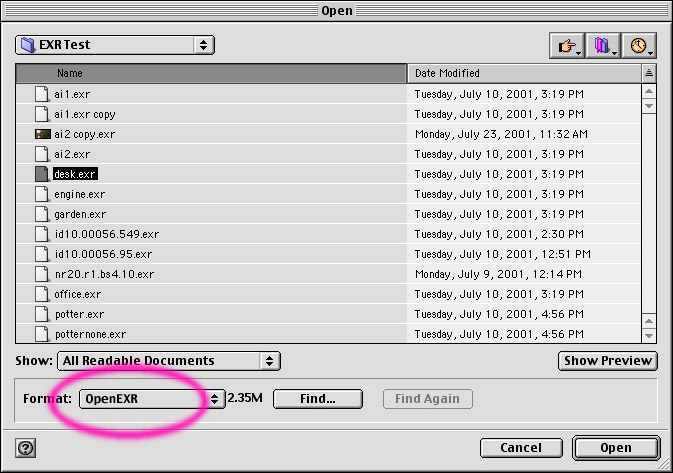 Open
EXR Test
Name Date Modified
ai1.exr Tuesday, July 10, 2001, 3:19 PM
ai1.exr copy Tuesday, July 10, 2001, 3:19 PM
ai2 copy.exr Monday, July 23, 2001, 11:32 AM
ai2.exr Tuesday, July 10, 2001, 3:19 PM
desk.exr Tuesday, July 10, 2001, 3:19 PM
engine.exr Tuesday, July 10, 2001, 3:19 PM
garden.exr Tuesday, July 10, 2001, 3:19 PM
id10.00056.549.exr Tuesday, July 10, 2001, 2:30 PM
id10.00056.95.exr Tuesday, July 10, 2001, 12:51 PM
nr20.r1.bs4.10.exr Monday, July 9, 2001, 12:14 PM
office.exr Tuesday, July 10, 2001, 3:19 PM
potter.exr Tuesday, July 10, 2001, 4:56 PM
potternone.exr Tuesday, July 10, 2001, 4:56 PM
Show: All Readable Documents Show Preview
Format: OpenEXR 2.35M Find... Find Again
? Cancel Open